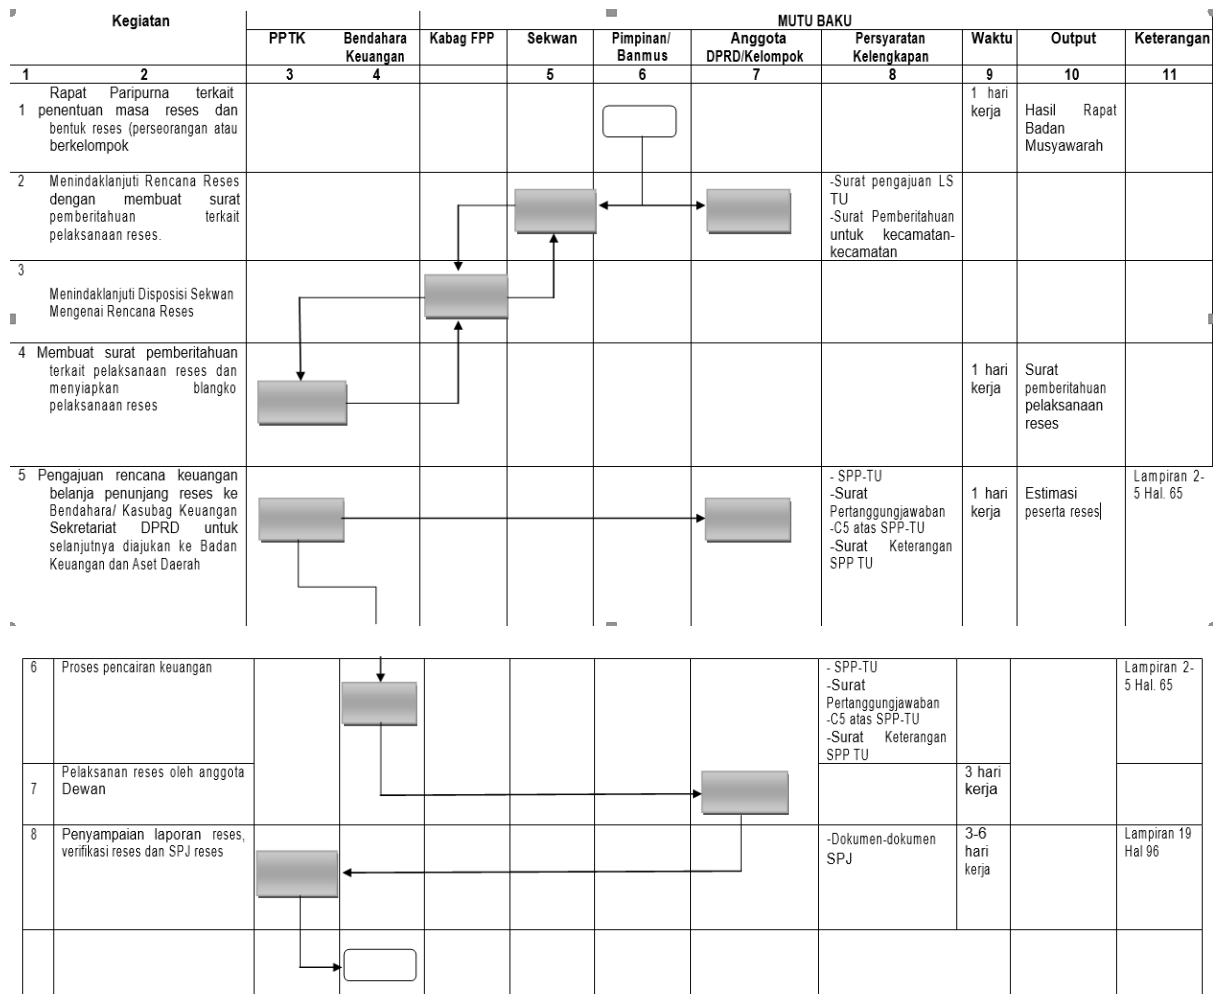 Kegiatan
MUTU BAKU
PPTK
Bendahara
Keuangan
Kabag FPP
Sekwan
Pimpinan/
Banmus
Anggota
DPRD/Kelompok
Persyaratan
Kelengkapan
Waktu
Output
Keterangan
1 2 3 4 5 6 7 8 9 10 11
Rapat Paripurna terkait
1 penentuan masa reses dan
bentuk reses (perseorangan atau
berkelompok
1 hari
kerja
Hasil Rapat
Badan
Musyawarah
2 Menindaklanjuti Rencana Reses
dengan membuat surat
pemberitahuan terkait
pelaksanaan reses.
-Surat pengajuan LS
TU
-Surat Pemberitahuan
untuk kecamatan-
kecamatan
3
Menindaklanjuti Disposisi Sekwan
Mengenai Rencana Reses
4 Membuat surat pemberitahuan
terkait pelaksanaan reses dan
menyiapkan blangko
pelaksanaan reses
1 hari
kerja
Surat
pemberitahuan
pelaksanaan
reses
5 Pengajuan rencana keuangan
belanja penunjang reses ke
Bendahara/ Kasubag Keuangan
Sekretariat DPRD untuk
selanjutnya diajukan ke Badan
Keuangan dan Aset Daerah
- SPP-TU
-Surat
Pertanggungjawaban
-C5 atas SPP-TU
-Surat Keterangan
SPP TU
1 hari
kerja
Estimasi
peserta reses
Lampiran 2-
5 Hal. 65
6 Proses pencairan keuangan
- SPP-TU
-Surat
Pertanggungjawaban
-C5 atas SPP-TU
-Surat Keterangan
SPP TU
Lampiran 2-
5 Hal. 65
Pelaksanan reses oleh anggota
7 Dewan
3 hari
kerja
8 Penyampaian laporan reses,
verifikasi reses dan SPJ reses
-Dokumen-dokumen
SPJ
3-6
hari
kerja
Lampiran 19
Hal 96